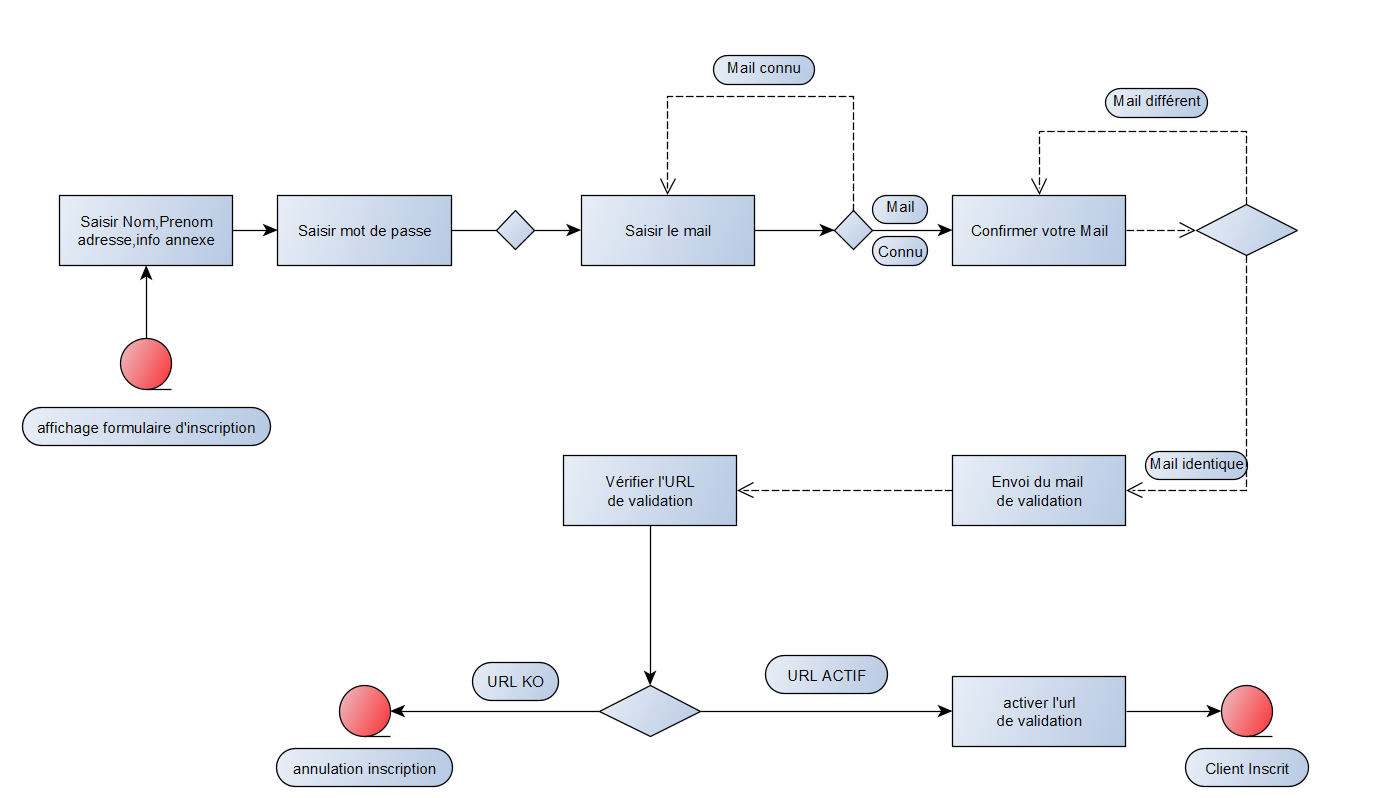 Mail connu
Mail différent
Saisir Nom,Prenom
adresse,info annexe
Saisir mot de passe
Saisir le mail
Mail
Connu
Confirmer votre Mail
affichage formulaire d'inscription
Vérifier l'URL
de validation
Envoi du mail
de validation
Mail identique
URL KO
URL ACTIF
activer l'url
de validation
annulation inscription
Client Inscrit